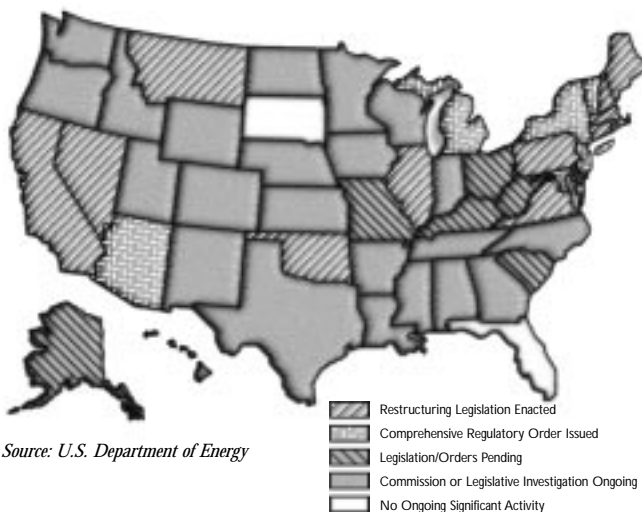 Source: U.S. Department of Energy
Restructuring Legislation Enacted
Comprehensive Regulatory Order Issued
Legislation/Orders Pending
Commission or Legislative Investigation Ongoing
No Ongoing Significant Activity